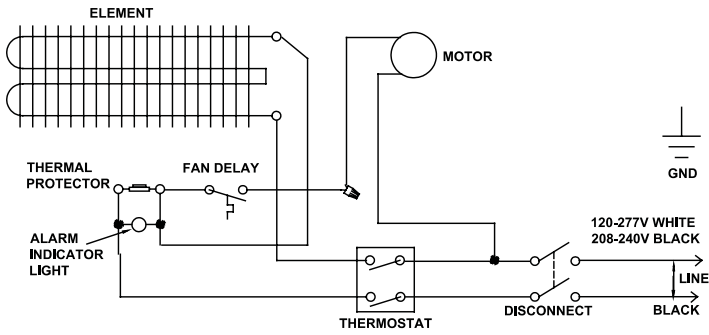 ELEMENT
MOTOR
GND
THERMAL
PROTECTOR
FAN DELAY
ALARM
INDICATOR
LIGHT
120-277V WHITE
208-240V BLACK
LINE
BLACK
DISCONNECT
THERMOSTAT